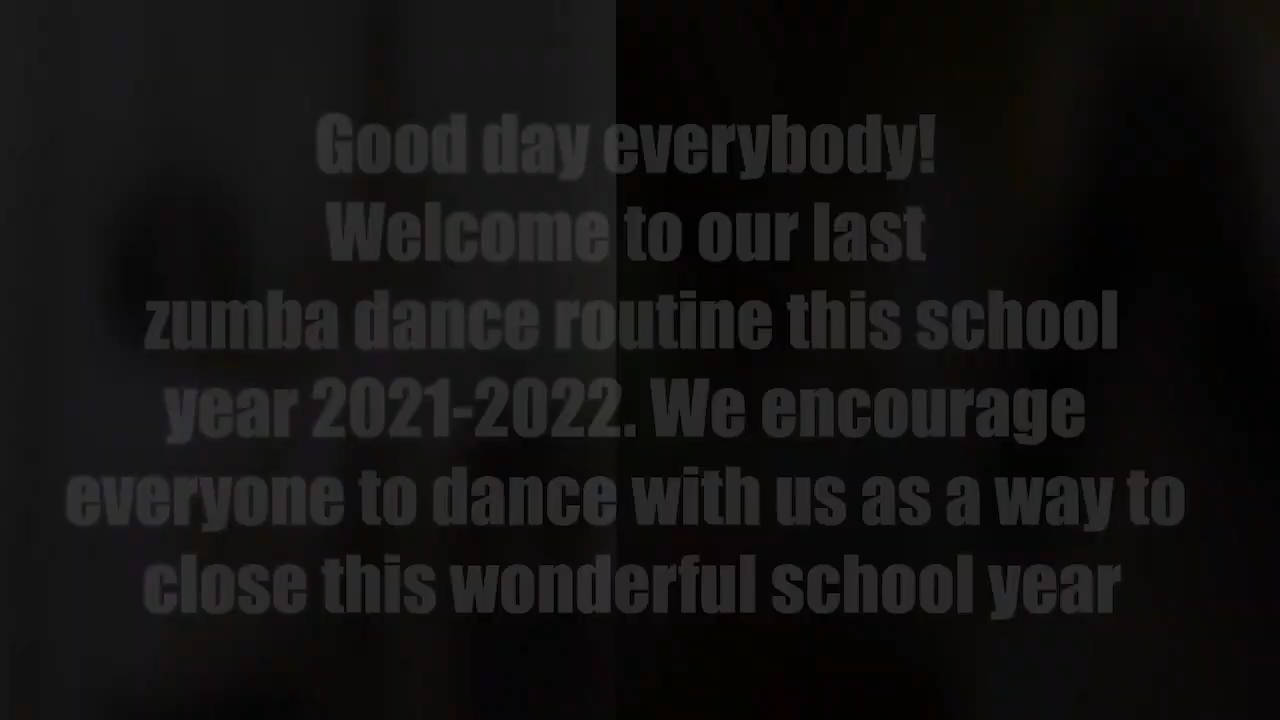 Good day everybody!
Welcome to our last
zumba dance routine this school
year 2021-2022. We encourage
everyone to dance with us as a way to
close this wonderful school year